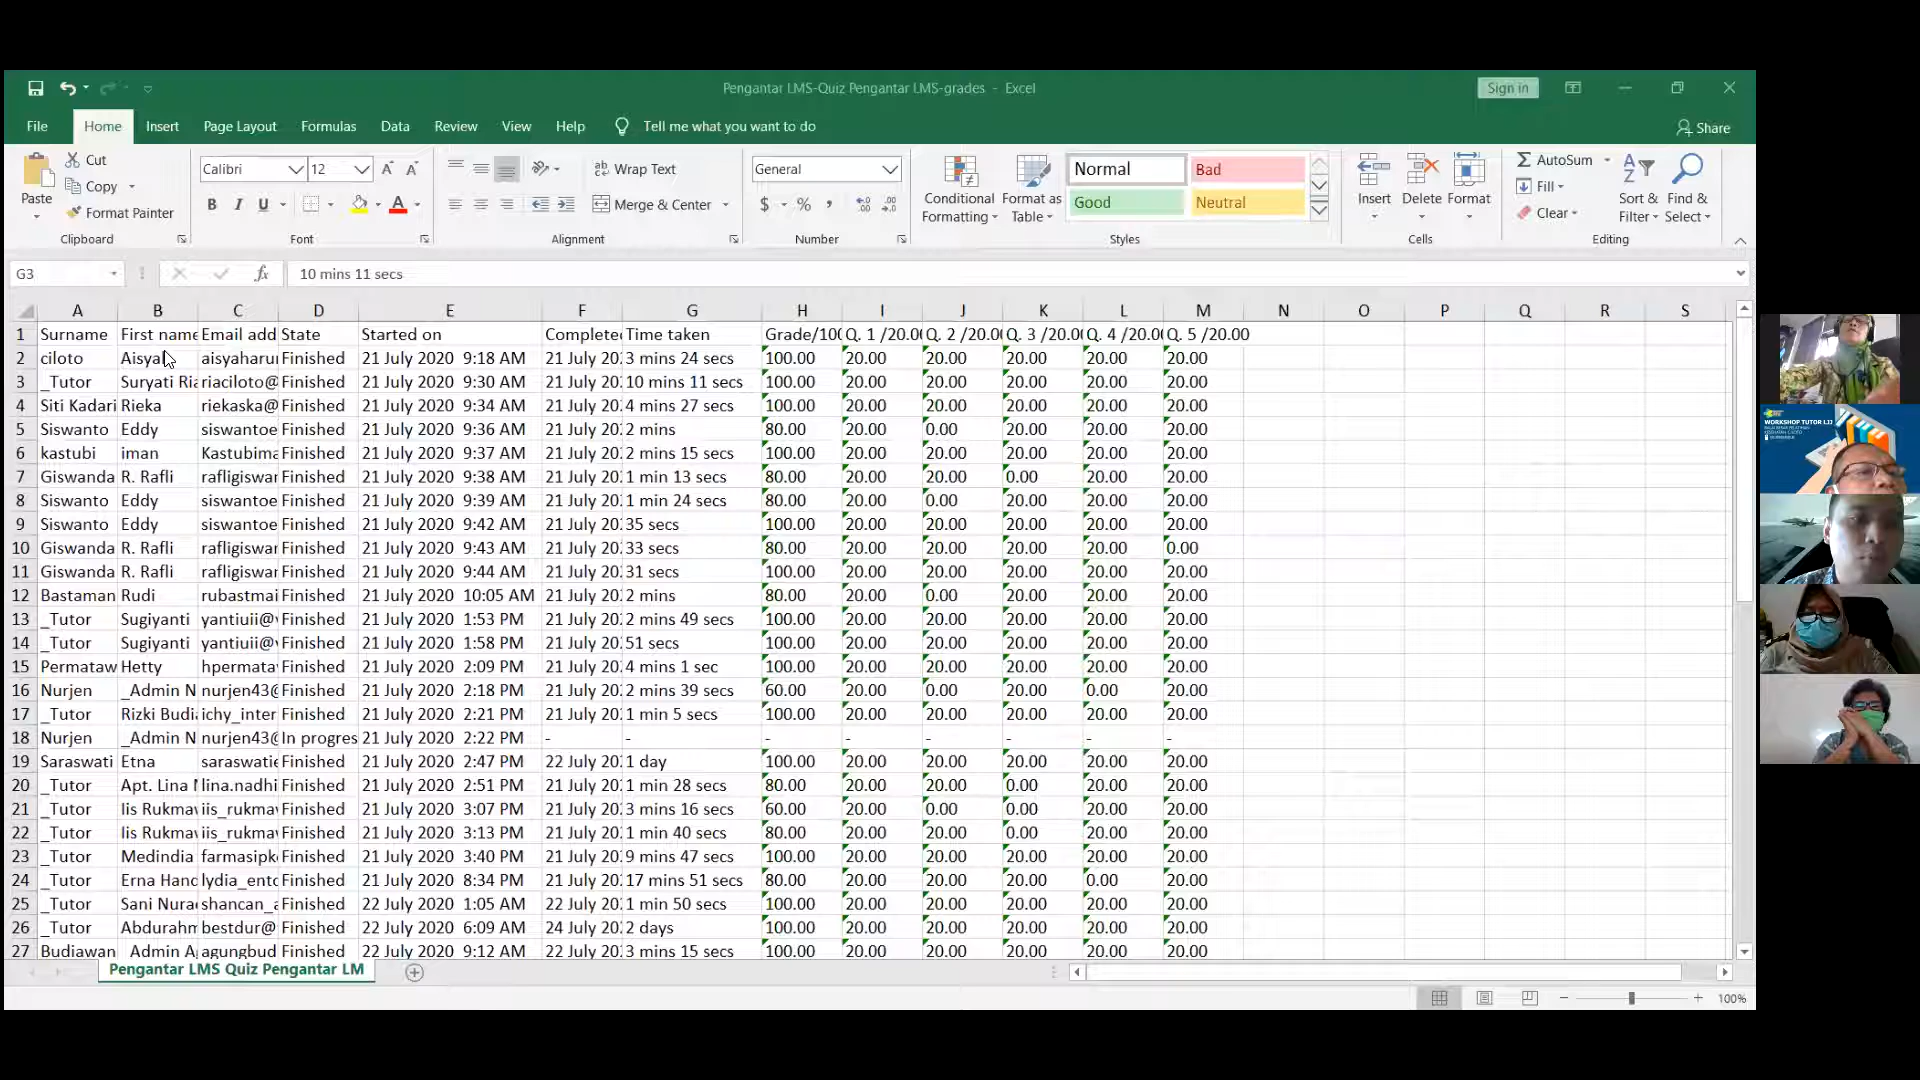 Pengantar LMS-Quiz Pengantar LMS-grades - Excel
Sign in
File Home Insert Page Layout Formulas Data Review View Help Tell me what you want to do
Share
Paste
Cut
Copy
Format Painter
Clipboard
Calibri 12
B I U
Font
Wrap Text
Merge & Center
Alignment
General
$ % ,
Number
Conditional Formatting
Format as Table
Normal Bad
Good Neutral
Styles
Insert Delete Format
Cells
AutoSum
Fill
Clear
Sort & Filter
Find & Select
Editing
G3 fx 10 mins 11 secs
A B C D E F G H I J K L M N O P Q R S
1 Surname First name Email add State Started on Complete Time taken Grade/100 Q. 1 /20.00 Q. 2 /20.00 Q. 3 /20.00 Q. 4 /20.00 Q. 5 /20.00
2 ciloto Aisyah aisyaharu Finished 21 July 2020 9:18 AM 21 July 202 3 mins 24 secs 100.00 20.00 20.00 20.00 20.00 20.00
3 _Tutor Suryati Ria riaciloto@ Finished 21 July 2020 9:30 AM 21 July 202 10 mins 11 secs 100.00 20.00 20.00 20.00 20.00 20.00
4 Siti Kadari Rieka riekaska@ Finished 21 July 2020 9:34 AM 21 July 202 4 mins 27 secs 100.00 20.00 20.00 20.00 20.00 20.00
5 Siswanto Eddy siswantoe Finished 21 July 2020 9:36 AM 21 July 202 2 mins 80.00 20.00 0.00 20.00 20.00 20.00
6 kastubi iman Kastubima Finished 21 July 2020 9:37 AM 21 July 202 2 mins 15 secs 100.00 20.00 20.00 20.00 20.00 20.00
7 Giswanda R. Rafli rafligiswar Finished 21 July 2020 9:38 AM 21 July 202 1 min 13 secs 80.00 20.00 20.00 0.00 20.00 20.00
8 Siswanto Eddy siswantoe Finished 21 July 2020 9:39 AM 21 July 202 1 min 24 secs 80.00 20.00 0.00 20.00 20.00 20.00
9 Siswanto Eddy siswantoe Finished 21 July 2020 9:42 AM 21 July 202 35 secs 100.00 20.00 20.00 20.00 20.00 20.00
10 Giswanda R. Rafli rafligiswar Finished 21 July 2020 9:43 AM 21 July 202 33 secs 80.00 20.00 20.00 20.00 20.00 0.00
11 Giswanda R. Rafli rafligiswar Finished 21 July 2020 9:44 AM 21 July 202 31 secs 100.00 20.00 20.00 20.00 20.00 20.00
12 Bastaman Rudi rubastmai Finished 21 July 2020 10:05 AM 21 July 202 2 mins 80.00 20.00 0.00 20.00 20.00 20.00
13 _Tutor Sugiyanti yantiuii@y Finished 21 July 2020 1:53 PM 21 July 202 2 mins 49 secs 100.00 20.00 20.00 20.00 20.00 20.00
14 _Tutor Sugiyanti yantiuii@y Finished 21 July 2020 1:58 PM 21 July 202 51 secs 100.00 20.00 20.00 20.00 20.00 20.00
15 Permataw Hetty hpermata Finished 21 July 2020 2:09 PM 21 July 202 4 mins 1 sec 100.00 20.00 20.00 20.00 20.00 20.00
16 Nurjen _Admin N nurjen43@ Finished 21 July 2020 2:18 PM 21 July 202 2 mins 39 secs 60.00 20.00 0.00 20.00 0.00 20.00
17 _Tutor Rizki Budia ichy_inter Finished 21 July 2020 2:21 PM 21 July 202 1 min 5 secs 100.00 20.00 20.00 20.00 20.00 20.00
18 Nurjen _Admin N nurjen43@ In progres 21 July 2020 2:22 PM - - - - - - - -
19 Saraswati Etna saraswatie Finished 21 July 2020 2:47 PM 22 July 202 1 day 100.00 20.00 20.00 20.00 20.00 20.00
20 _Tutor Apt. Lina N lina.nadhi Finished 21 July 2020 2:51 PM 21 July 202 1 min 28 secs 80.00 20.00 20.00 0.00 20.00 20.00
21 _Tutor Iis Rukmaw iis_rukmaw Finished 21 July 2020 3:07 PM 21 July 202 3 mins 16 secs 60.00 20.00 0.00 0.00 20.00 20.00
22 _Tutor Iis Rukmaw iis_rukmaw Finished 21 July 2020 3:13 PM 21 July 202 1 min 40 secs 80.00 20.00 20.00 0.00 20.00 20.00
23 _Tutor Medindia farmasipk Finished 21 July 2020 3:40 PM 21 July 202 9 mins 47 secs 100.00 20.00 20.00 20.00 20.00 20.00
24 _Tutor Erna Hand lydia_ento Finished 21 July 2020 8:34 PM 21 July 202 17 mins 51 secs 80.00 20.00 20.00 20.00 0.00 20.00
25 _Tutor Sani Nurae shancan_a Finished 22 July 2020 1:05 AM 22 July 202 1 min 50 secs 100.00 20.00 20.00 20.00 20.00 20.00
26 _Tutor Abdurahm bestdur@ Finished 22 July 2020 6:09 AM 24 July 202 2 days 100.00 20.00 20.00 20.00 20.00 20.00
27 Budiawan _Admin Ag agungbud Finished 22 July 2020 9:12 AM 22 July 202 3 mins 15 secs 100.00 20.00 20.00 20.00 20.00 20.00
Pengantar LMS Quiz Pengantar LM
100%
WORKSHOP TUTOR LJJ